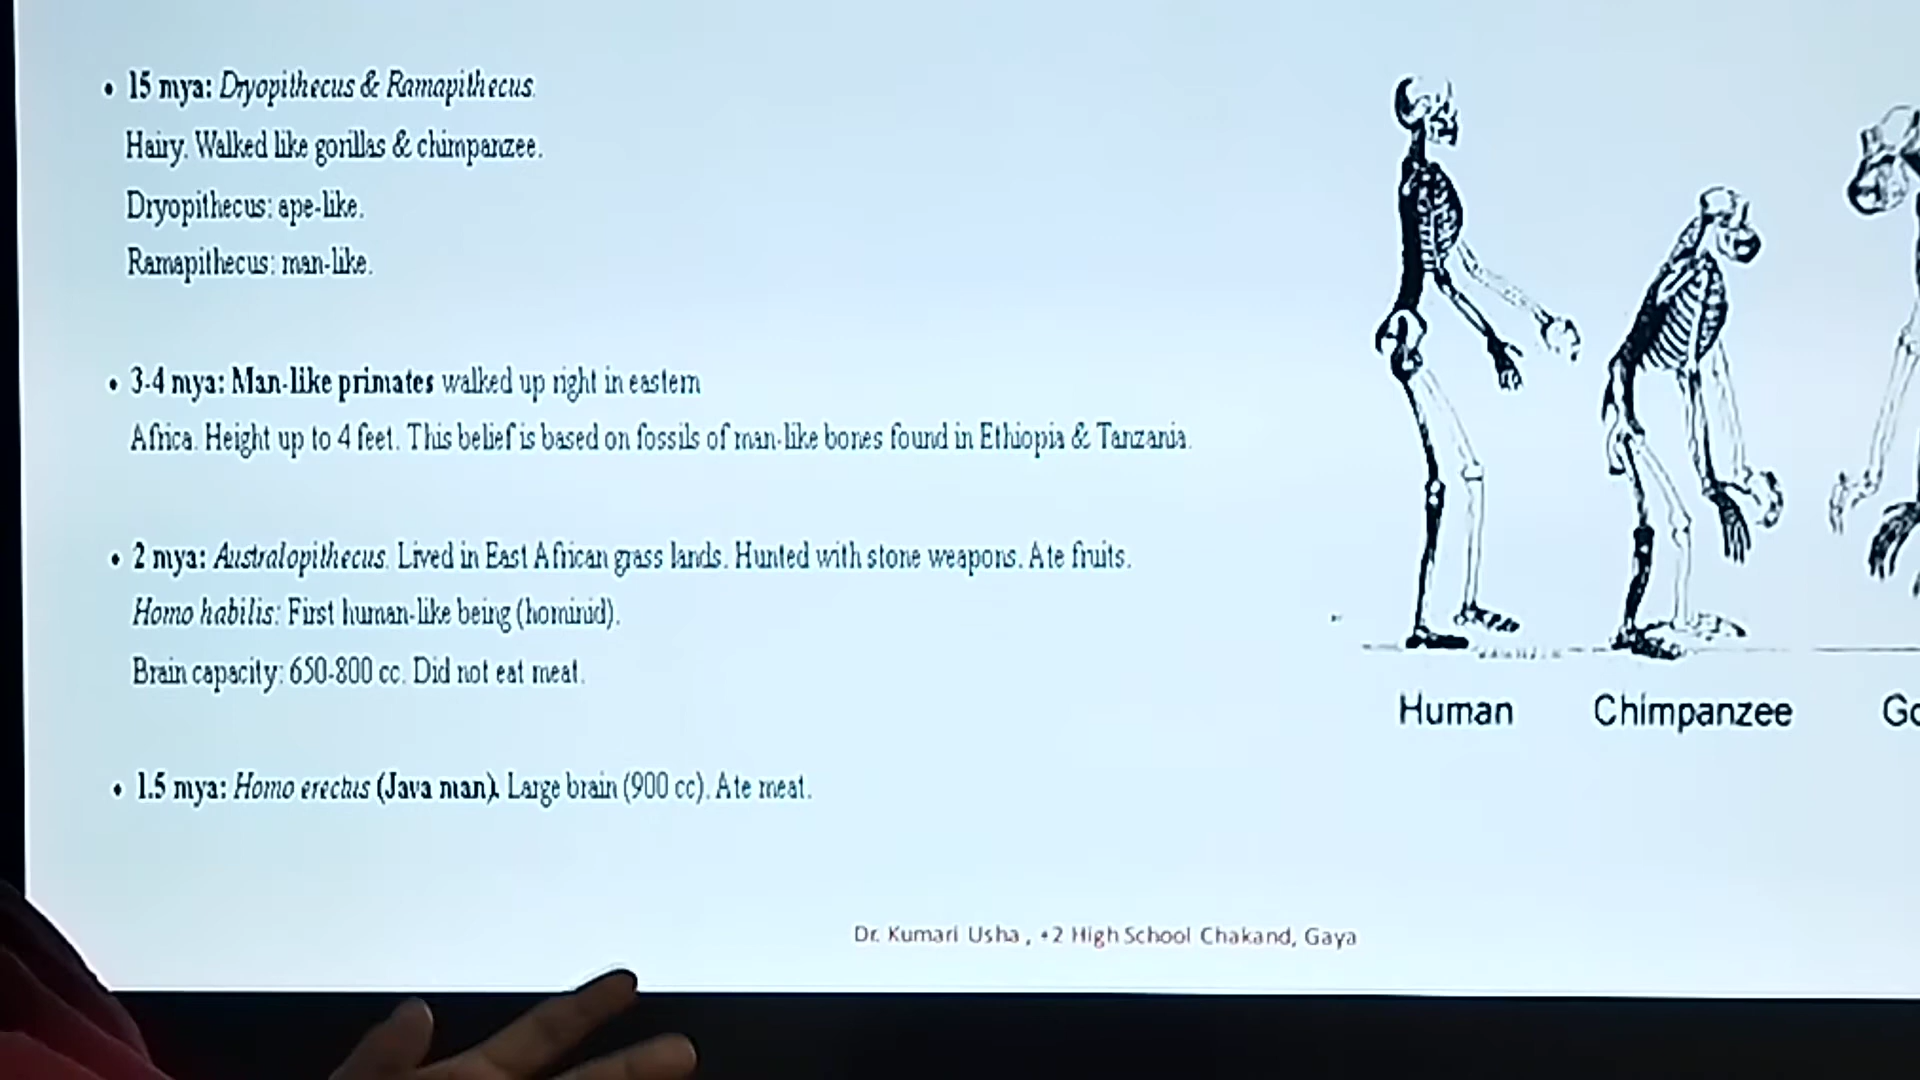 • 15 mya: Dryopithecus & Ramapithecus.
Hairy. Walked like gorillas & chimpanzee.
Dryopithecus: ape-like.
Ramapithecus: man-like.
• 3-4 mya: Man-like primates walked up right in eastern
Africa. Height up to 4 feet. This belief is based on fossils of man-like bones found in Ethiopia & Tanzania.
• 2 mya: Australopithecus. Lived in East African grass lands. Hunted with stone weapons. Ate fruits.
Homo habilis: First human-like being (hominid).
Brain capacity: 650-800 cc. Did not eat meat.
• 1.5 mya: Homo erectus (Java man). Large brain (900 cc). Ate meat.
Human
Chimpanzee
Dr. Kumari Usha , +2 High School Chakand, Gaya